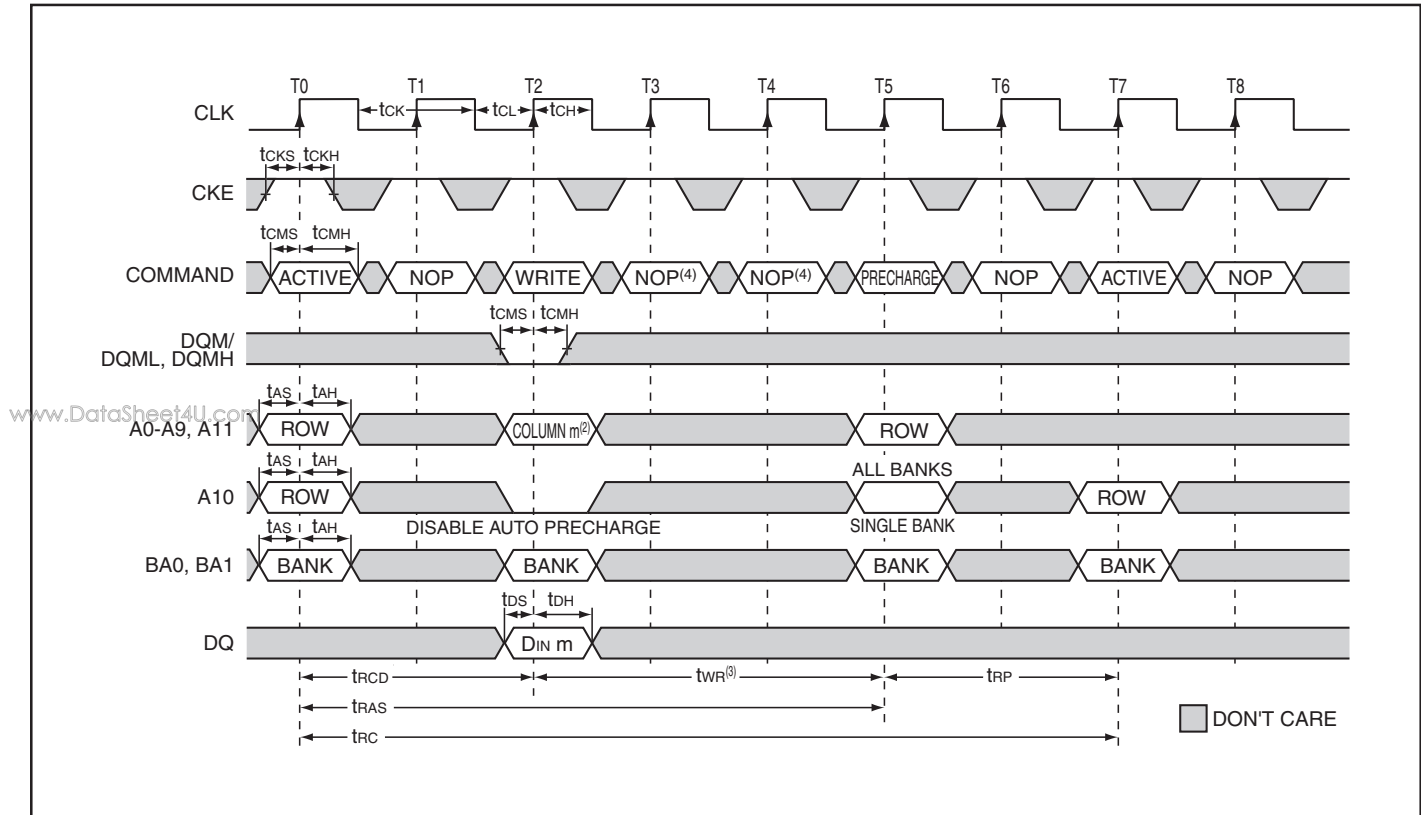 T0 T1 T2 T3 T4 T5 T6 T7 T8
CLK tCK tCL tCH
tCKS tCKH
CKE
tCMS tCMH
COMMAND ACTIVE NOP WRITE NOP(4) NOP(4) PRECHARGE NOP ACTIVE NOP
tCMS tCMH
DQM/
DQML, DQMH
www.DataSheet4U.com
tAS tAH
A0-A9, A11 ROW COLUMN m(2) ROW
tAS tAH ALL BANKS
A10 ROW ROW
DISABLE AUTO PRECHARGE SINGLE BANK
tAS tAH
BA0, BA1 BANK BANK BANK BANK
tDS tDH
DQ DIN m
tRCD tWR(3) tRP
tRAS
tRC
DON'T CARE